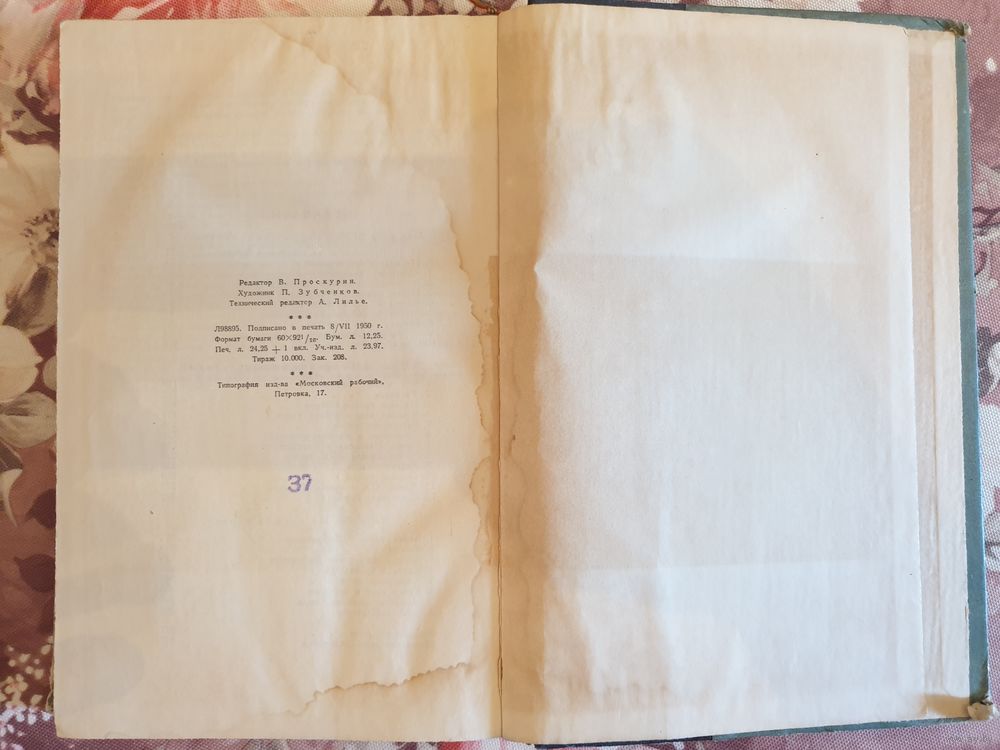 Редактор В. Проскурин.
Художник П. Зубченков.
Технический редактор А. Лилье.
* * *
Л98895. Подписано в печать 8/VII 1950 г.
Формат бумаги 60×92¹/₁₆. Бум. л. 12,25.
Печ. л. 24,25 + 1 вкл. Уч.-изд. л. 23,97.
Тираж 10.000. Зак. 208.
* * *
Типография изд-ва «Московский рабочий»,
Петровка, 17.
37